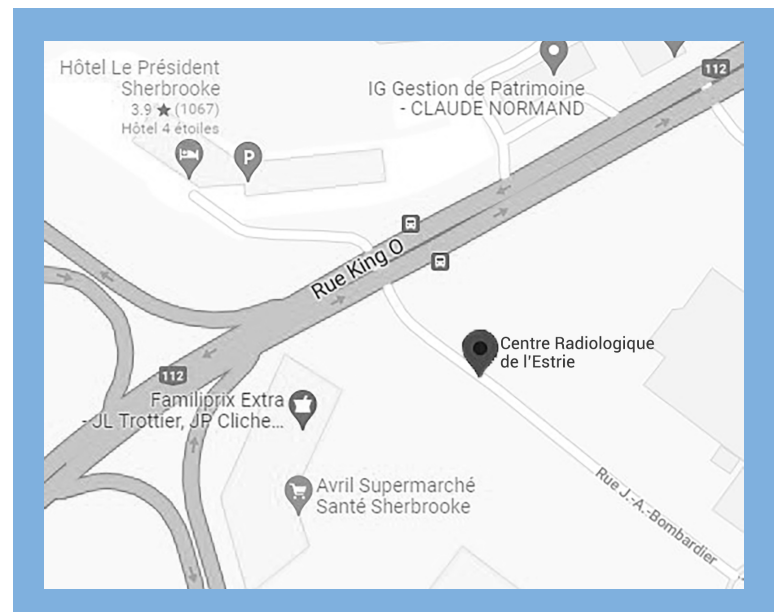 Hôtel Le Président
Sherbrooke
3.9 ★ (1067)
Hôtel 4 étoiles
P
IG Gestion de Patrimoine
- CLAUDE NORMAND
112
Rue King O
Centre Radiologique
de l'Estrie
112
Familiprix Extra
- JL Trottier, JP Cliche...
Avril Supermarché
Santé Sherbrooke
Rue J.-A.-Bombardier